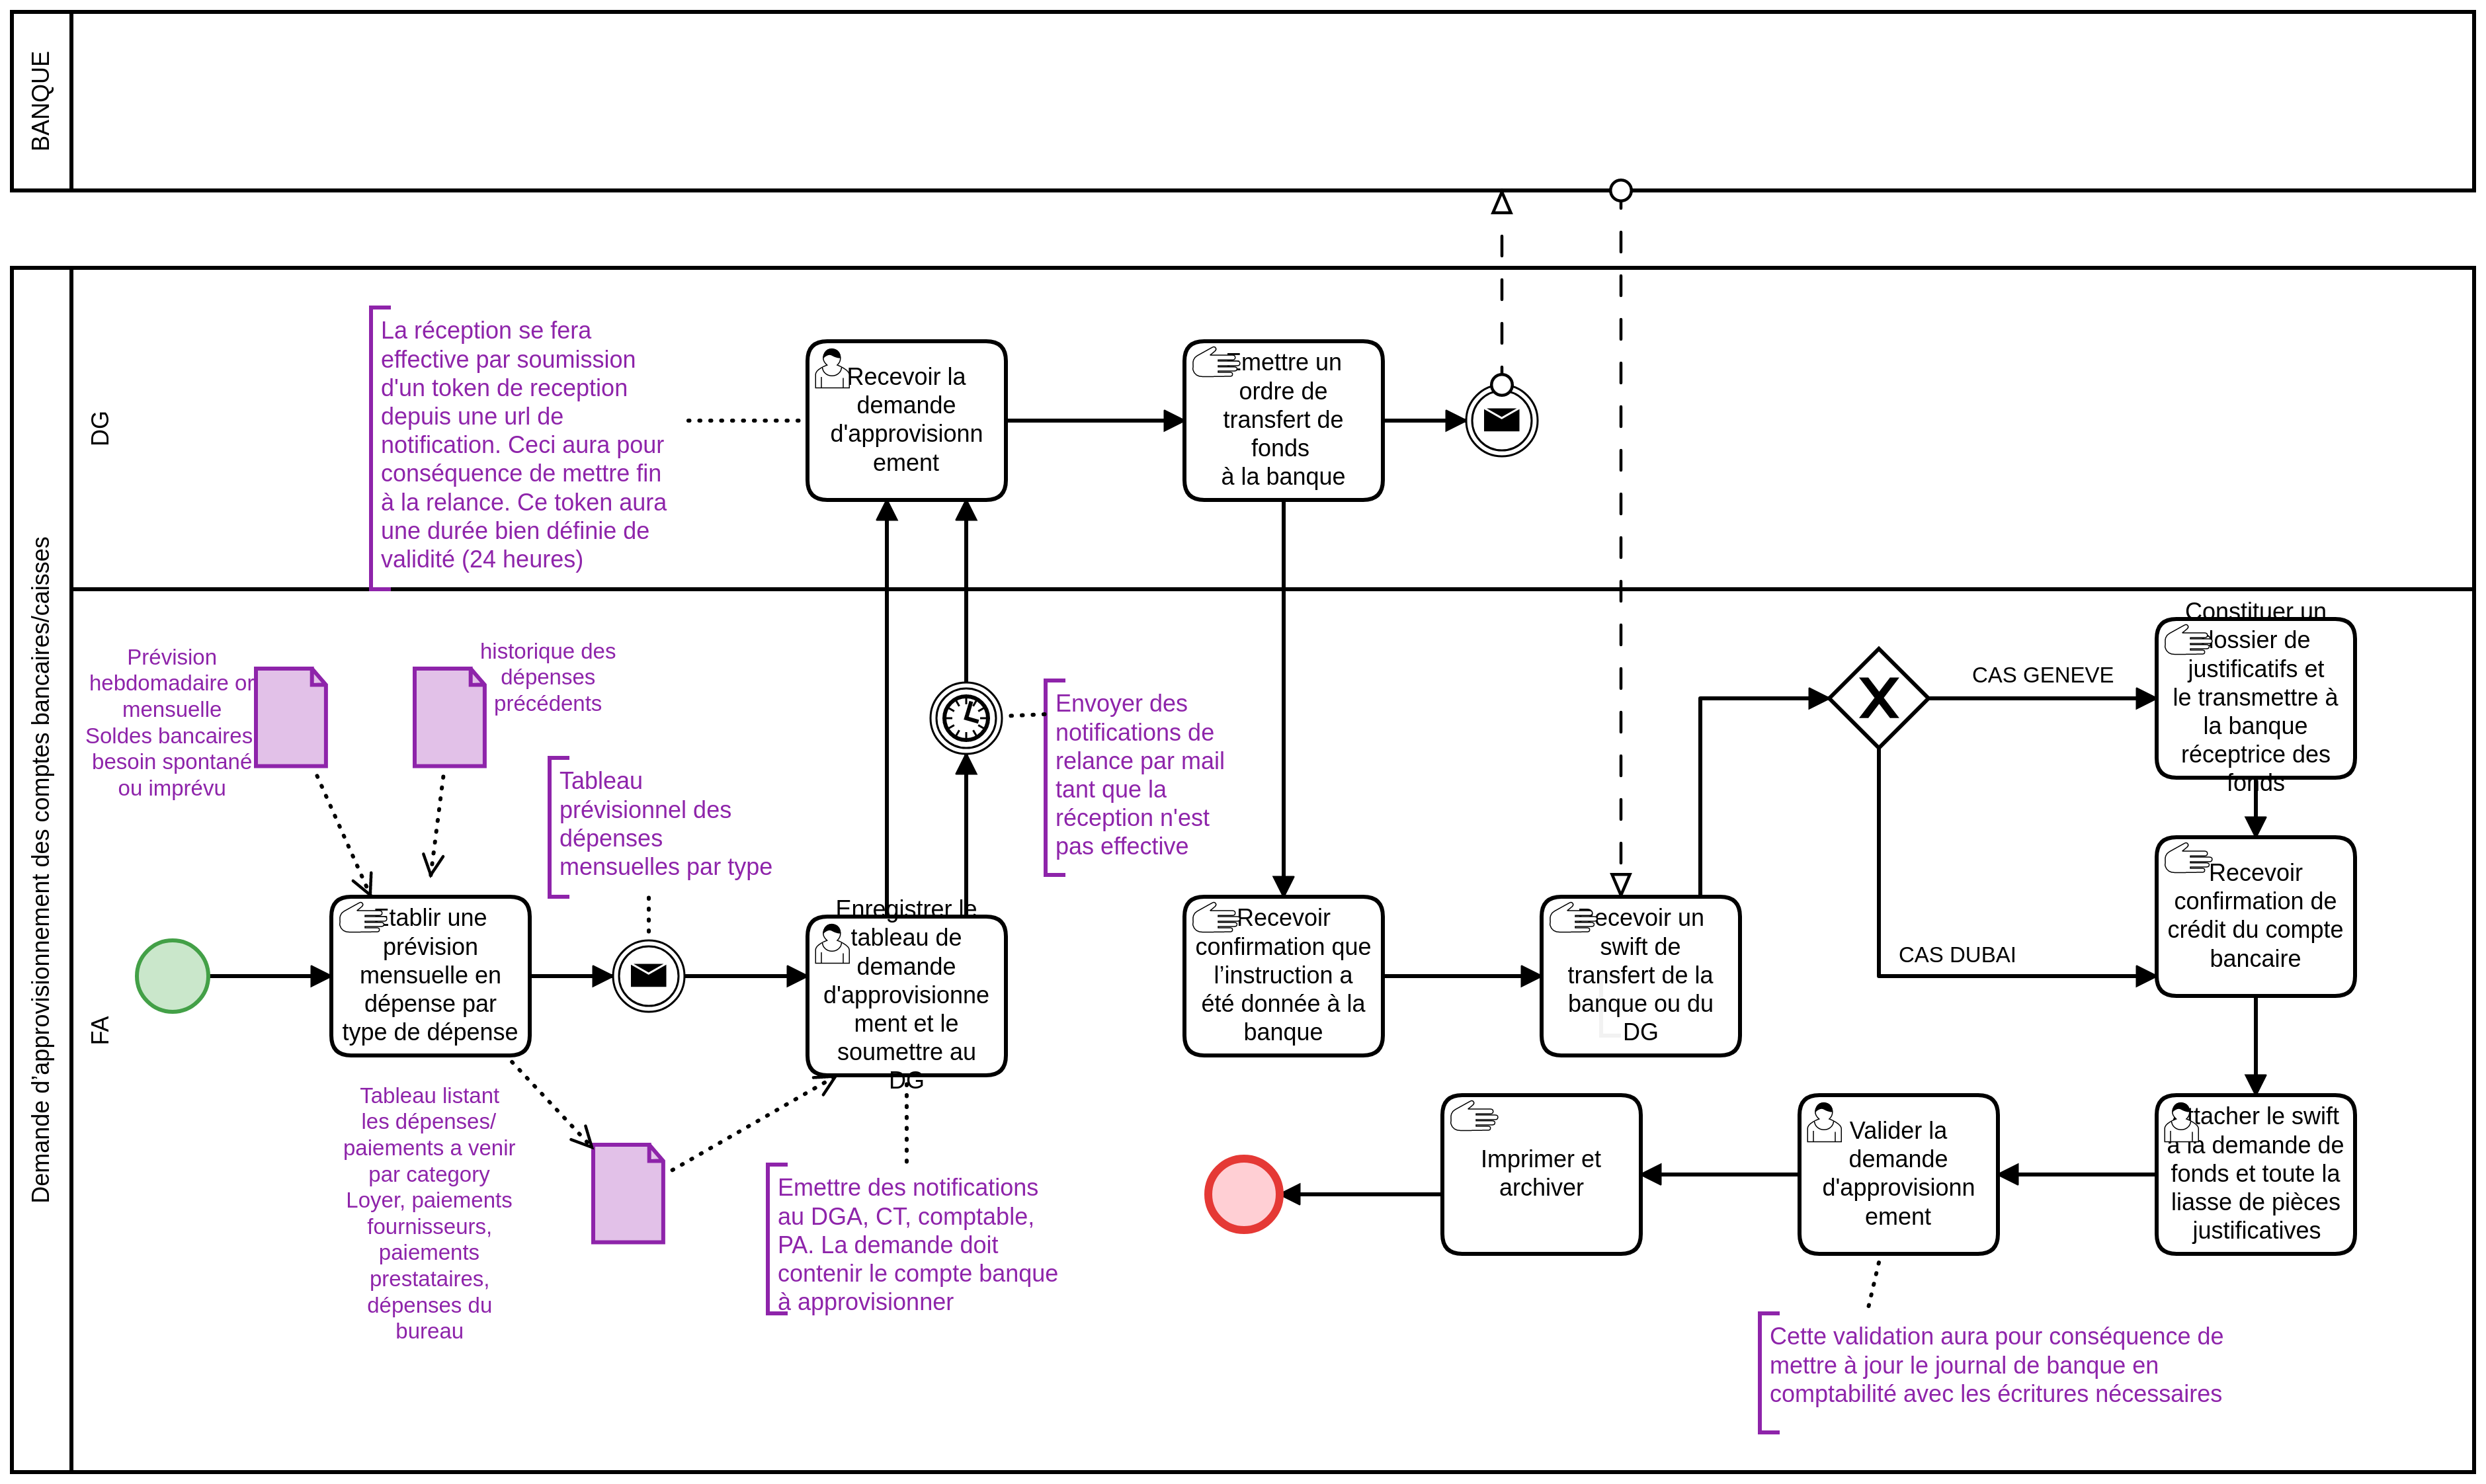 BANQUE
Demande d’approvisionnement des comptes bancaires/caisses
DG
La réception se fera
effective par soumission
d'un token de reception
depuis une url de
notification. Ceci aura pour
conséquence de mettre fin
à la relance. Ce token aura
une durée bien définie de
validité (24 heures)
Recevoir la
demande
d'approvisionn
ement
Emettre un
ordre de
transfert de
fonds
à la banque
FA
Prévision
hebdomadaire or
mensuelle
Soldes bancaires
besoin spontané
ou imprévu
historique des
dépenses
précédents
Tableau
prévisionnel des
dépenses
mensuelles par type
Envoyer des
notifications de
relance par mail
tant que la
réception n'est
pas effective
Etablir une
prévision
mensuelle en
dépense par
type de dépense
Enregistrer le
tableau de
demande
d'approvisionne
ment et le
soumettre au
DG
Recevoir
confirmation que
l’instruction a
été donnée à la
banque
Recevoir un
swift de
transfert de la
banque ou du
DG
CAS GENEVE
CAS DUBAI
Constituer un
dossier de
justificatifs et
le transmettre à
la banque
réceptrice des
fonds
Recevoir
confirmation de
crédit du compte
bancaire
Attacher le swift
à la demande de
fonds et toute la
liasse de pièces
justificatives
Valider la
demande
d'approvisionn
ement
Imprimer et
archiver
Tableau listant
les dépenses/
paiements a venir
par category
Loyer, paiements
fournisseurs,
paiements
prestataires,
dépenses du
bureau
Emettre des notifications
au DGA, CT, comptable,
PA. La demande doit
contenir le compte banque
à approvisionner
Cette validation aura pour conséquence de
mettre à jour le journal de banque en
comptabilité avec les écritures nécessaires